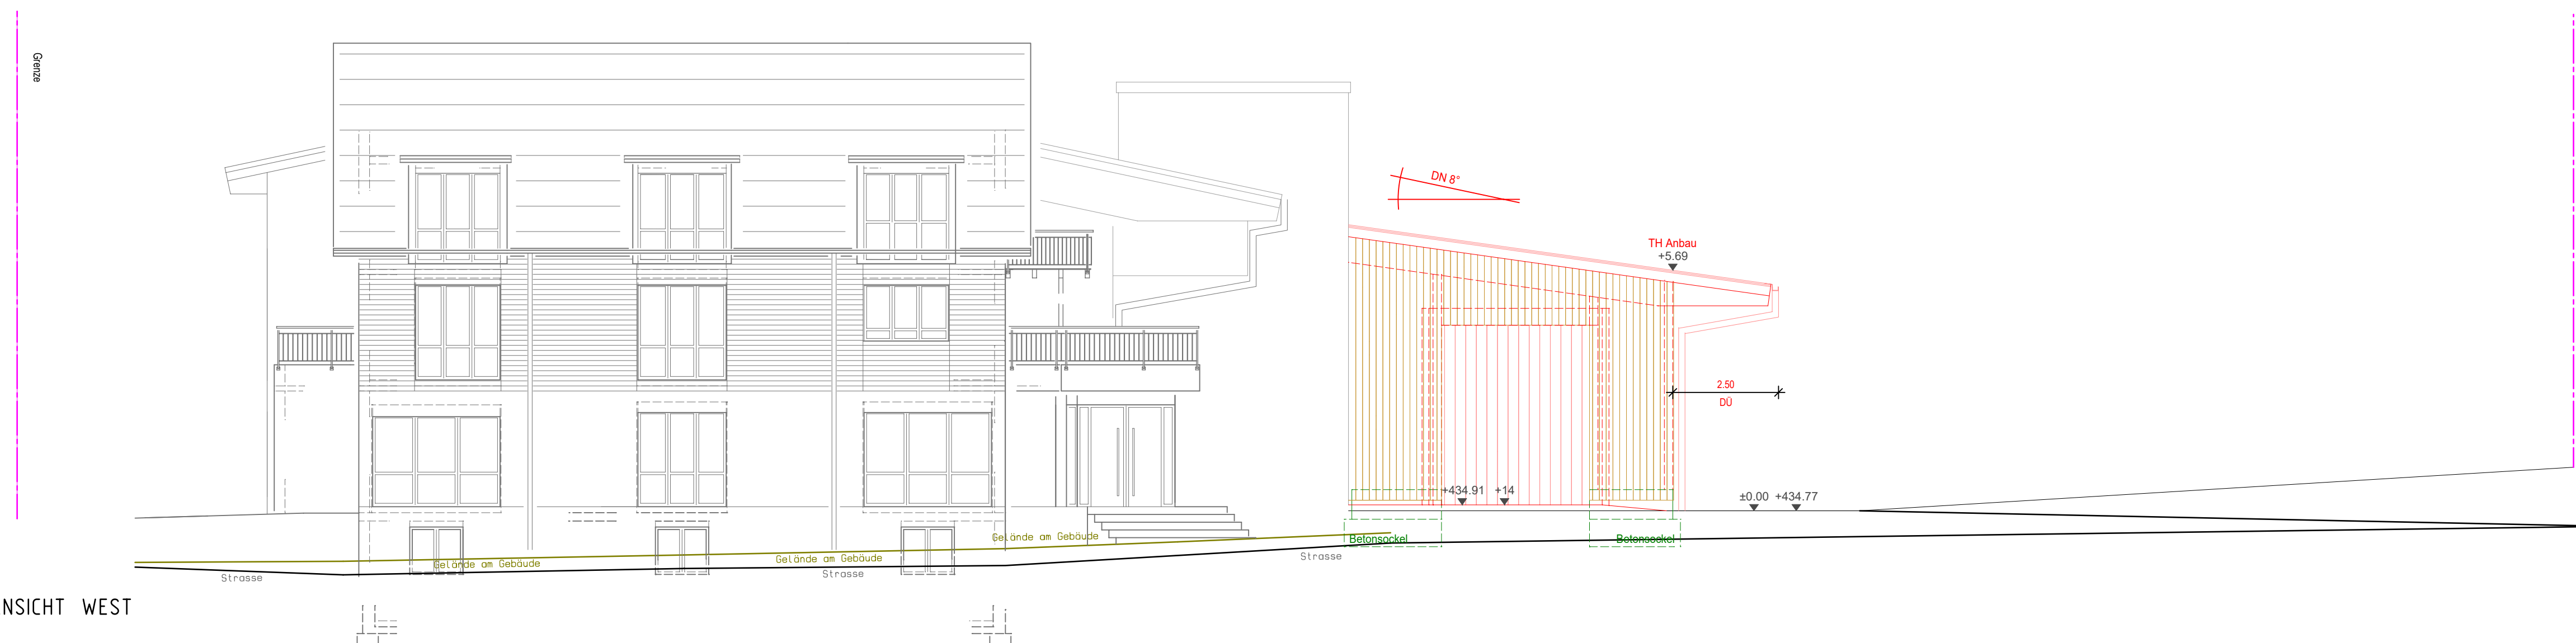 Grenze
DN 8°
TH Anbau
+5.69
2.50
DÜ
+434.91 +14
±0.00 +434.77
Gelände am Gebäude
Gelände am Gebäude
Gelände am Gebäude
Betonsockel
Betonsockel
Strasse
Strasse
Strasse
NSICHT WEST